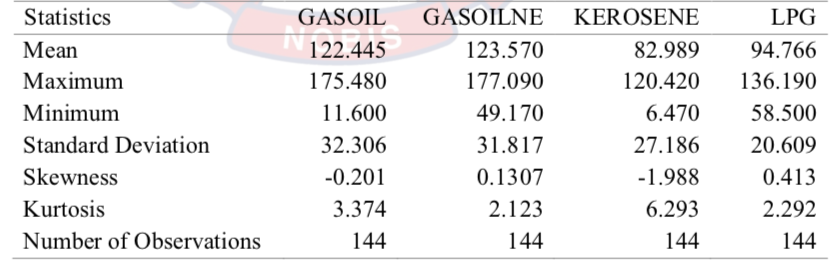 Statistics GASOIL GASOILNE KEROSENE LPG
Mean 122.445 123.570 82.989 94.766
Maximum 175.480 177.090 120.420 136.190
Minimum 11.600 49.170 6.470 58.500
Standard Deviation 32.306 31.817 27.186 20.609
Skewness -0.201 0.1307 -1.988 0.413
Kurtosis 3.374 2.123 6.293 2.292
Number of Observations 144 144 144 144
NOBIS